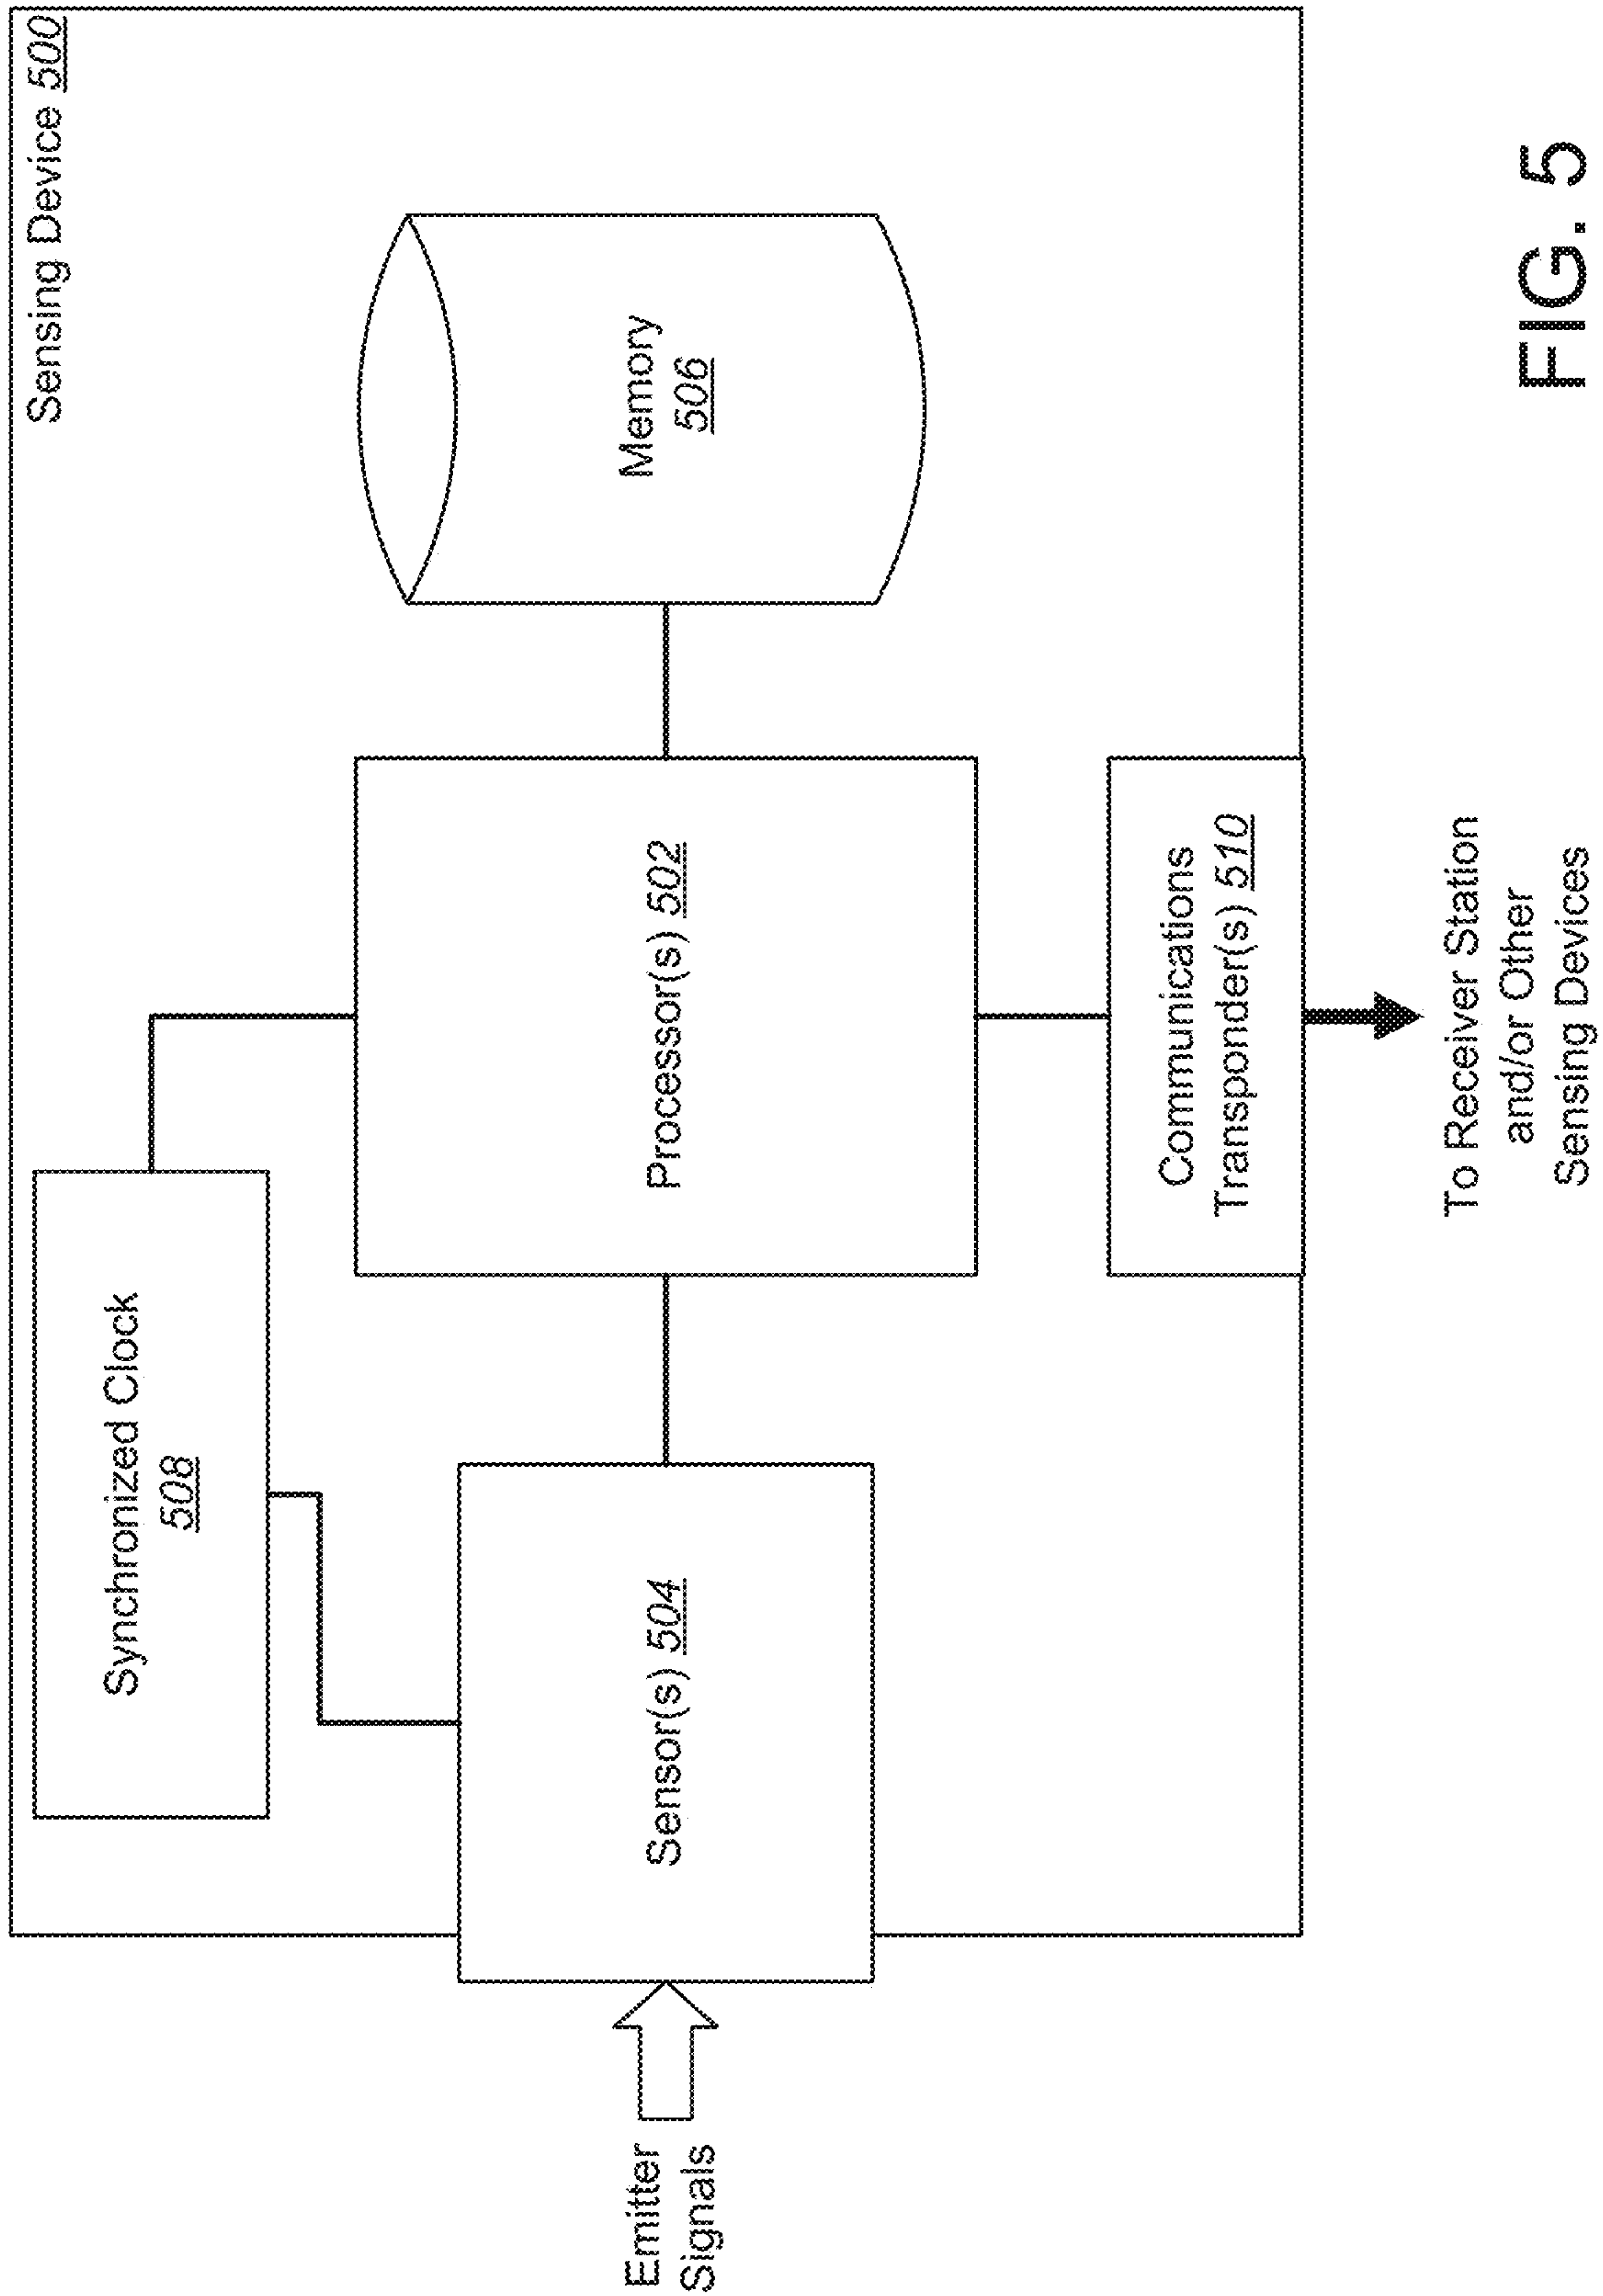 Sensing Device 500
Synchronized Clock
508
Emitter
Signals
Sensor(s) 504
Processor(s) 502
Memory
506
Communications
Transponder(s) 510
To Receiver Station
and/or Other
Sensing Devices
FIG. 5